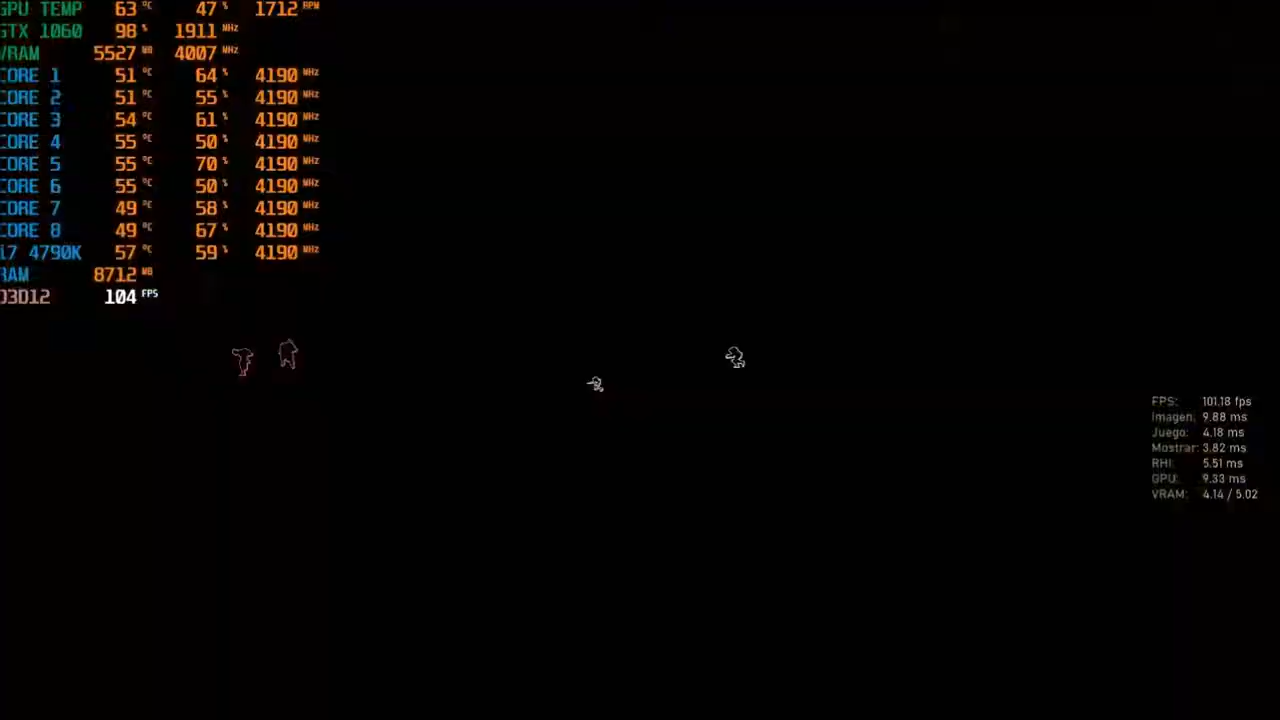 GPU TEMP 63 °C 47 % 1712 RPM
GTX 1060 98 % 1911 MHz
VRAM 5527 MB 4007 MHz
CORE 1 51 °C 64 % 4190 MHz
CORE 2 51 °C 55 % 4190 MHz
CORE 3 54 °C 61 % 4190 MHz
CORE 4 55 °C 50 % 4190 MHz
CORE 5 55 °C 70 % 4190 MHz
CORE 6 55 °C 50 % 4190 MHz
CORE 7 49 °C 58 % 4190 MHz
CORE 8 49 °C 67 % 4190 MHz
i7 4790K 57 °C 59 % 4190 MHz
RAM 8712 MB
D3D12 104 FPS
FPS: 101.18 fps
Imagen: 9.88 ms
Juego: 4.18 ms
Mostrar: 3.82 ms
RHI: 5.51 ms
GPU: 9.33 ms
VRAM: 4.14 / 5.02